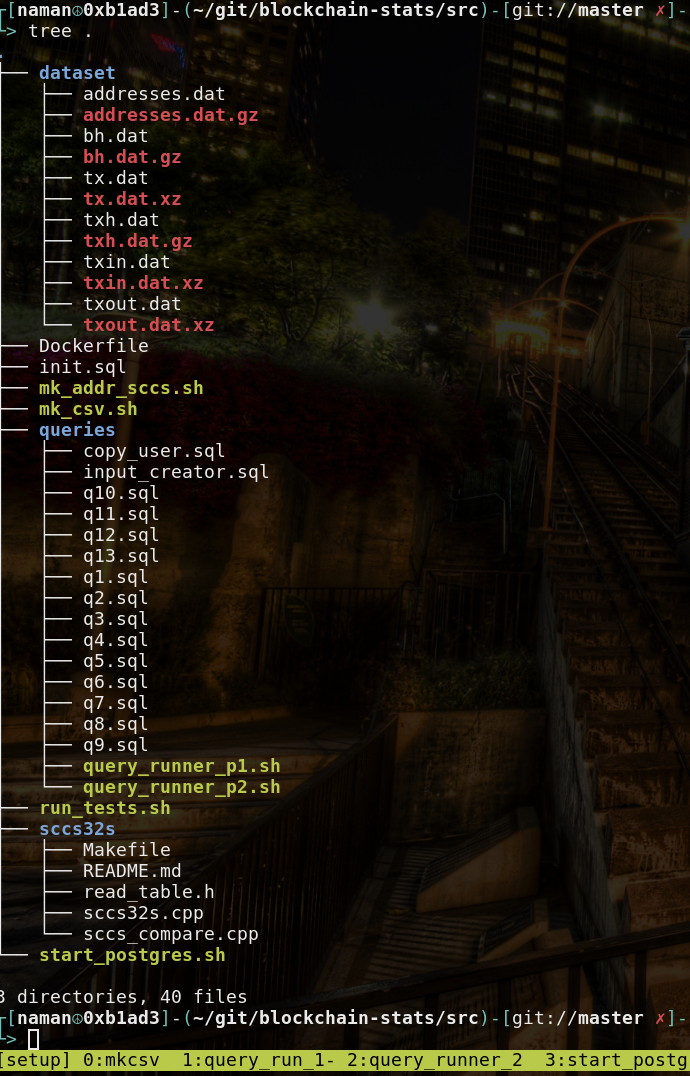 ┌[naman☮0xb1ad3]-(~/git/blockchain-stats/src)-[git://master ✗]-
└> tree .
.
├── dataset
│   ├── addresses.dat
│   ├── addresses.dat.gz
│   ├── bh.dat
│   ├── bh.dat.gz
│   ├── tx.dat
│   ├── tx.dat.xz
│   ├── txh.dat
│   ├── txh.dat.gz
│   ├── txin.dat
│   ├── txin.dat.xz
│   ├── txout.dat
│   └── txout.dat.xz
├── Dockerfile
├── init.sql
├── mk_addr_sccs.sh
├── mk_csv.sh
├── queries
│   ├── copy_user.sql
│   ├── input_creator.sql
│   ├── q10.sql
│   ├── q11.sql
│   ├── q12.sql
│   ├── q13.sql
│   ├── q1.sql
│   ├── q2.sql
│   ├── q3.sql
│   ├── q4.sql
│   ├── q5.sql
│   ├── q6.sql
│   ├── q7.sql
│   ├── q8.sql
│   ├── q9.sql
│   ├── query_runner_p1.sh
│   └── query_runner_p2.sh
├── run_tests.sh
├── sccs32s
│   ├── Makefile
│   ├── README.md
│   ├── read_table.h
│   ├── sccs32s.cpp
│   └── sccs_compare.cpp
└── start_postgres.sh
3 directories, 40 files
┌[naman☮0xb1ad3]-(~/git/blockchain-stats/src)-[git://master ✗]-
└>
[setup] 0:mkcsv  1:query_run_1- 2:query_runner_2  3:start_postg